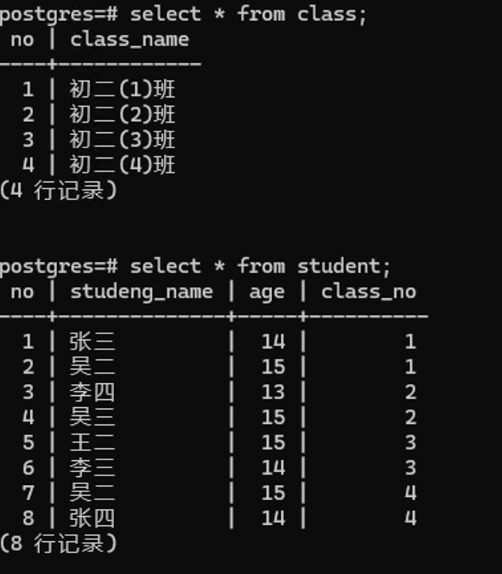 postgres=# select * from class;
no | class_name
----+------------
1 | 初二(1)班
2 | 初二(2)班
3 | 初二(3)班
4 | 初二(4)班
(4 行记录)
postgres=# select * from student;
no | studeng_name | age | class_no
----+--------------+-----+----------
1 | 张三 | 14 | 1
2 | 吴二 | 15 | 1
3 | 李四 | 13 | 2
4 | 吴三 | 15 | 2
5 | 王二 | 15 | 3
6 | 李三 | 14 | 3
7 | 吴二 | 15 | 4
8 | 张四 | 14 | 4
(8 行记录)